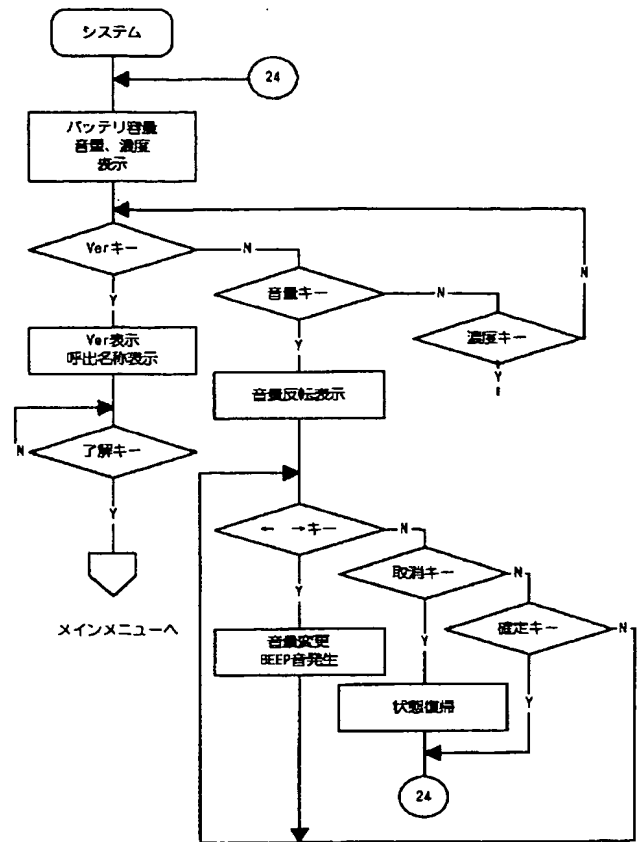 システム
24
バッテリ容量
音量、濃度
表示
Verキー
N
音量キー
N
N
Y
濃度キー
Y
Ver表示
呼出名称表示
Y
音量反転表示
N
了解キー
Y
← →キー
N
取消キー
N
メインメニューへ
Y
確定キー
N
音量変更
BEEP音発生
Y
Y
状態復帰
24